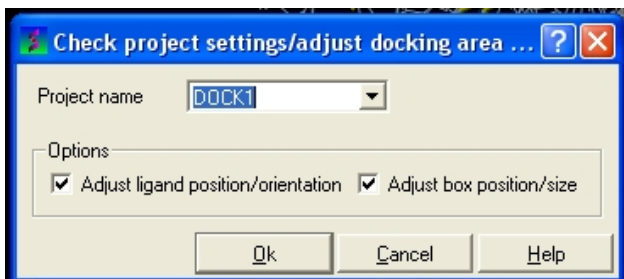 Check project settings/adjust docking area ...
Project name DOCK1
Options
Adjust ligand position/orientation Adjust box position/size
Ok Cancel Help